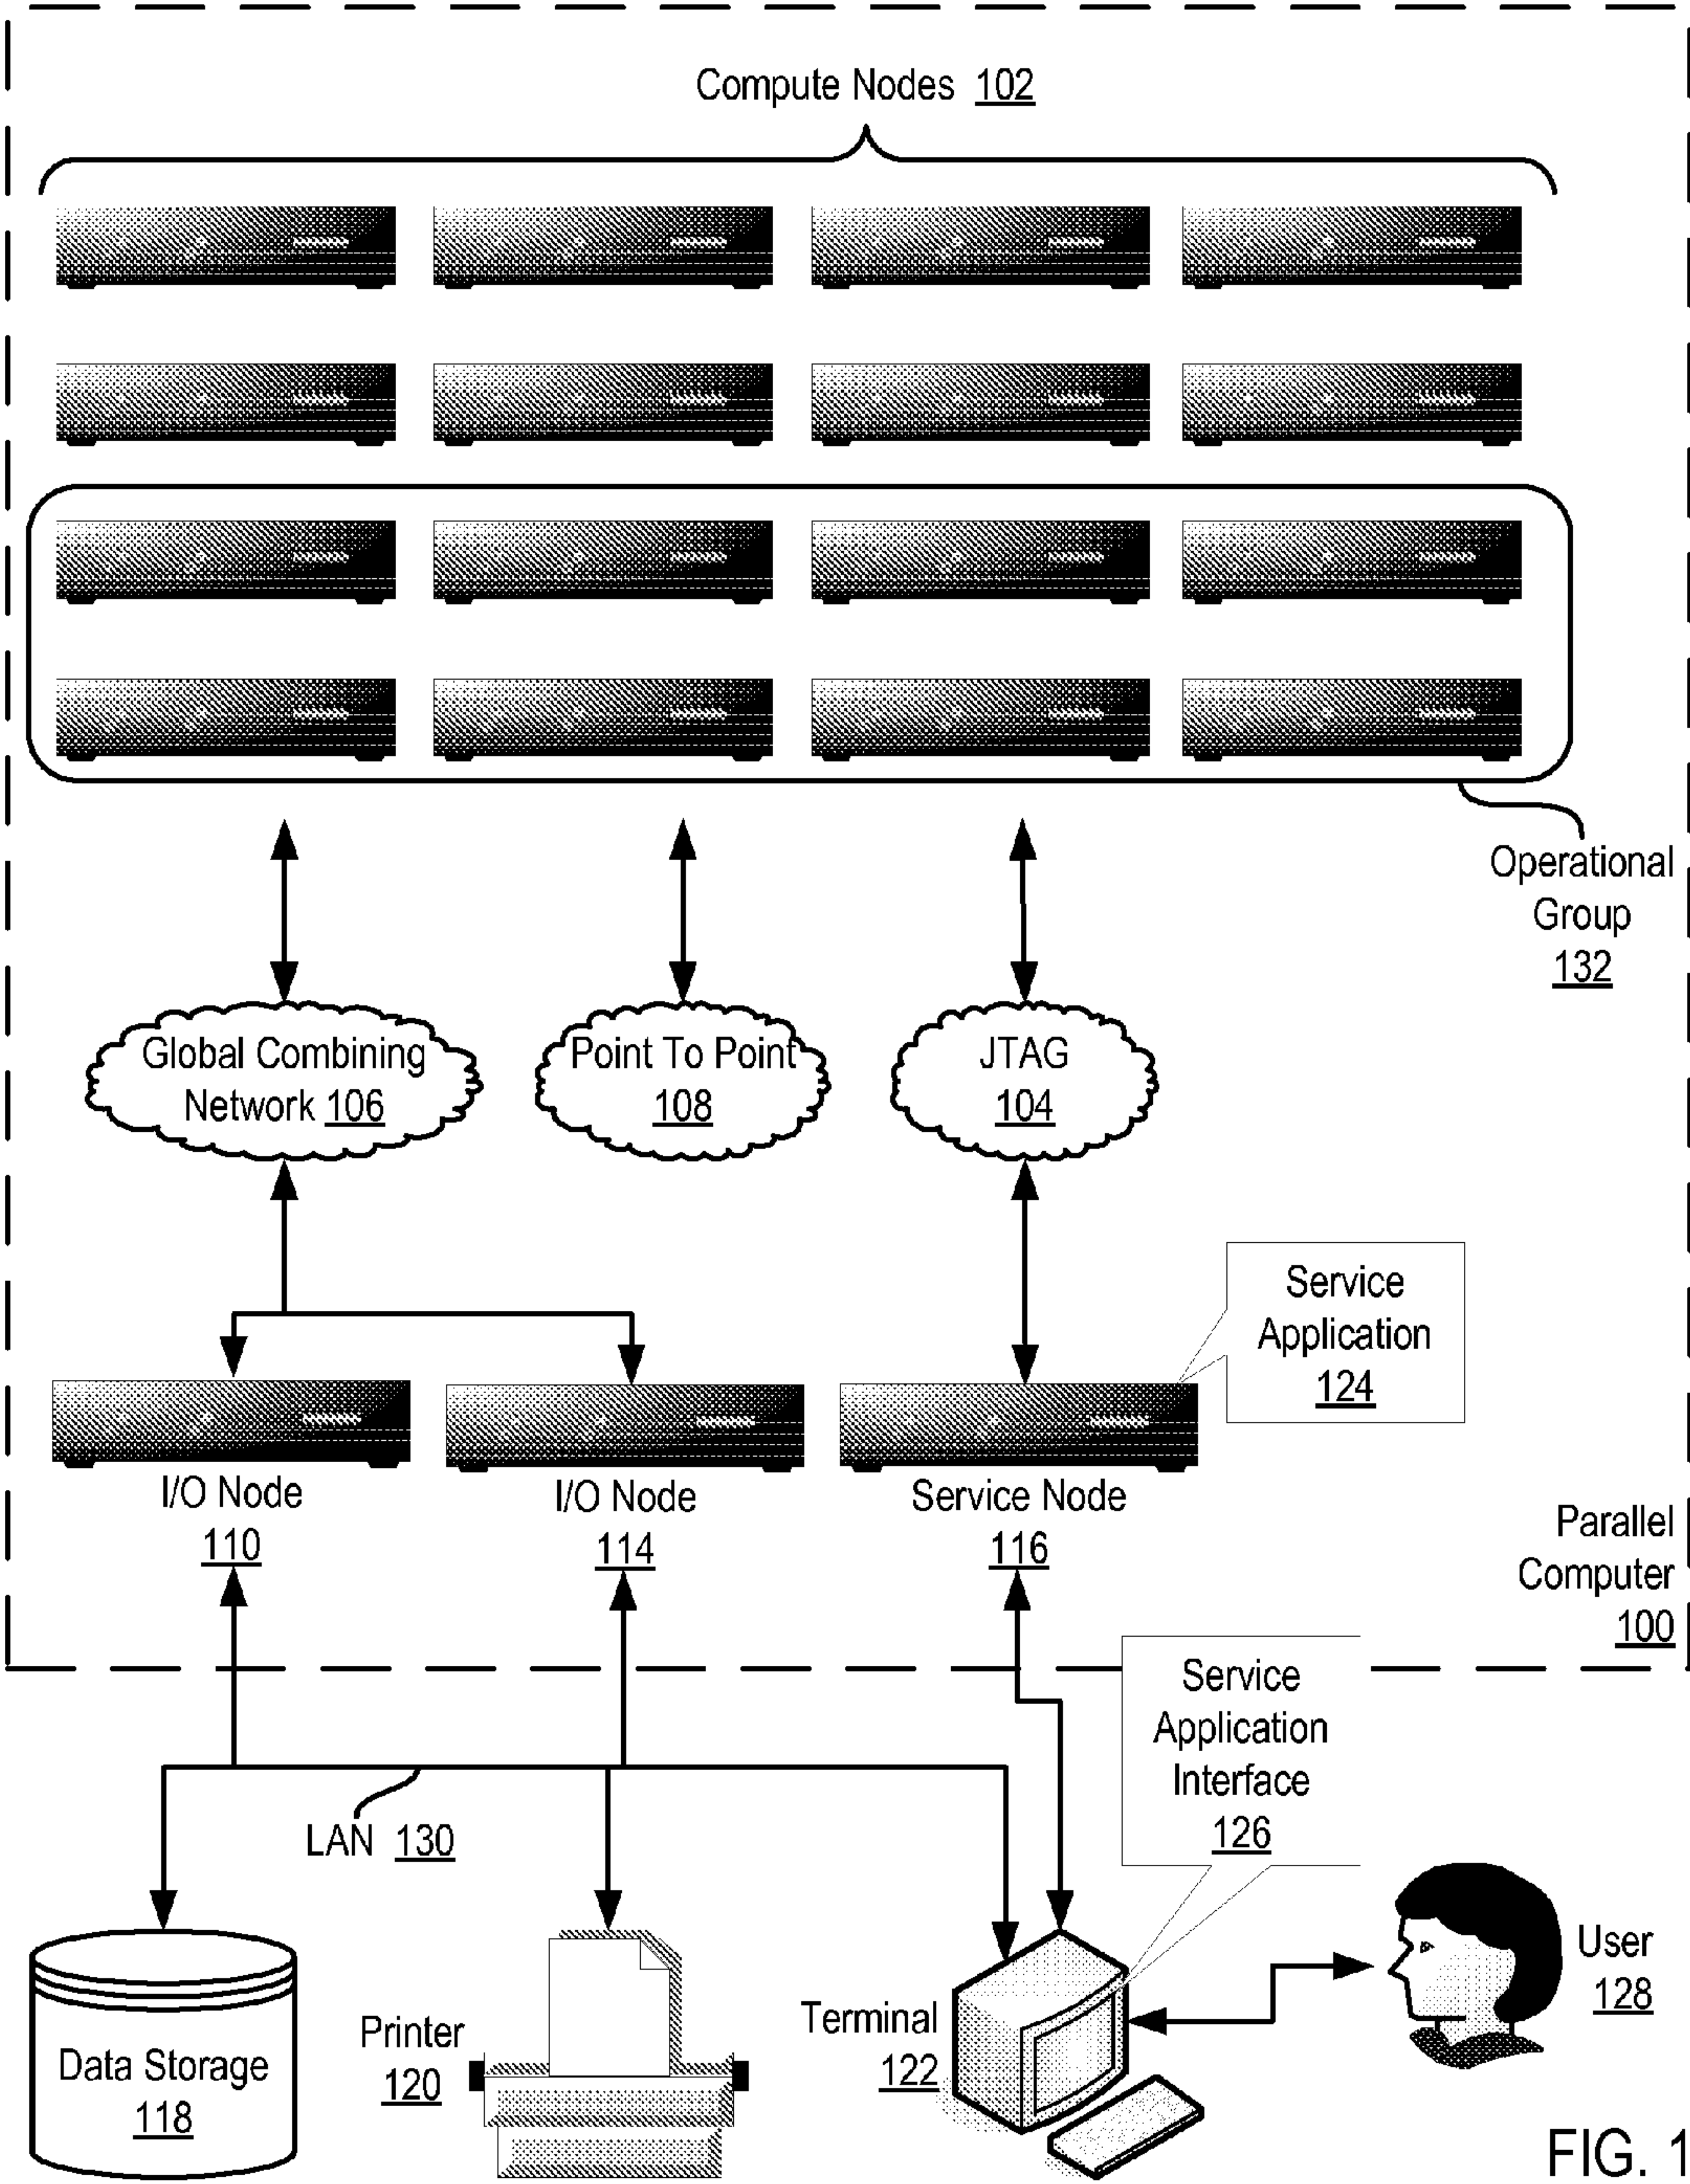 Compute Nodes 102
Operational
Group
132
Global Combining
Network 106
Point To Point
108
JTAG
104
Service
Application
124
I/O Node
110
I/O Node
114
Service Node
116
Parallel
Computer
100
Service
Application
Interface
126
LAN 130
Data Storage
118
Printer
120
Terminal
122
User
128
FIG. 1